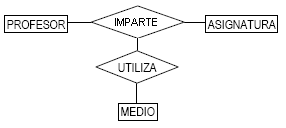 PROFESOR
IMPARTE
ASIGNATURA
UTILIZA
MEDIO